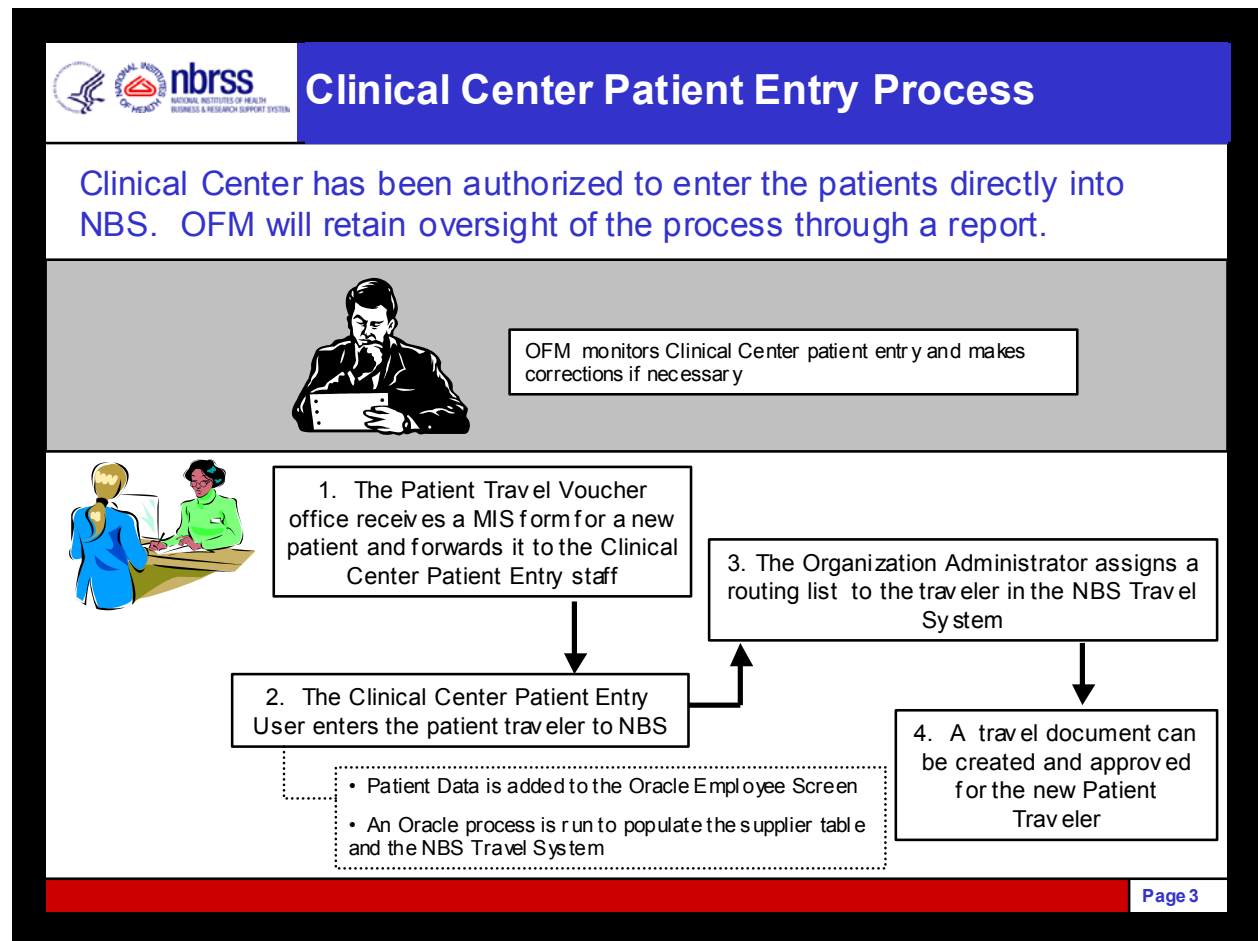 NATIONAL INSTITUTES
OF HEALTH
nbrss
NATIONAL INSTITUTES OF HEALTH
BUSINESS & RESEARCH SUPPORT SYSTEM
Clinical Center Patient Entry Process
Clinical Center has been authorized to enter the patients directly into
NBS. OFM will retain oversight of the process through a report.
OFM monitors Clinical Center patient entry and makes
corrections if necessary
1. The Patient Travel Voucher
office receives a MIS form for a new
patient and forwards it to the Clinical
Center Patient Entry staff
2. The Clinical Center Patient Entry
User enters the patient traveler to NBS
• Patient Data is added to the Oracle Employee Screen
• An Oracle process is run to populate the supplier table
and the NBS Travel System
3. The Organization Administrator assigns a
routing list to the traveler in the NBS Travel
System
4. A travel document can
be created and approved
for the new Patient
Traveler
Page 3